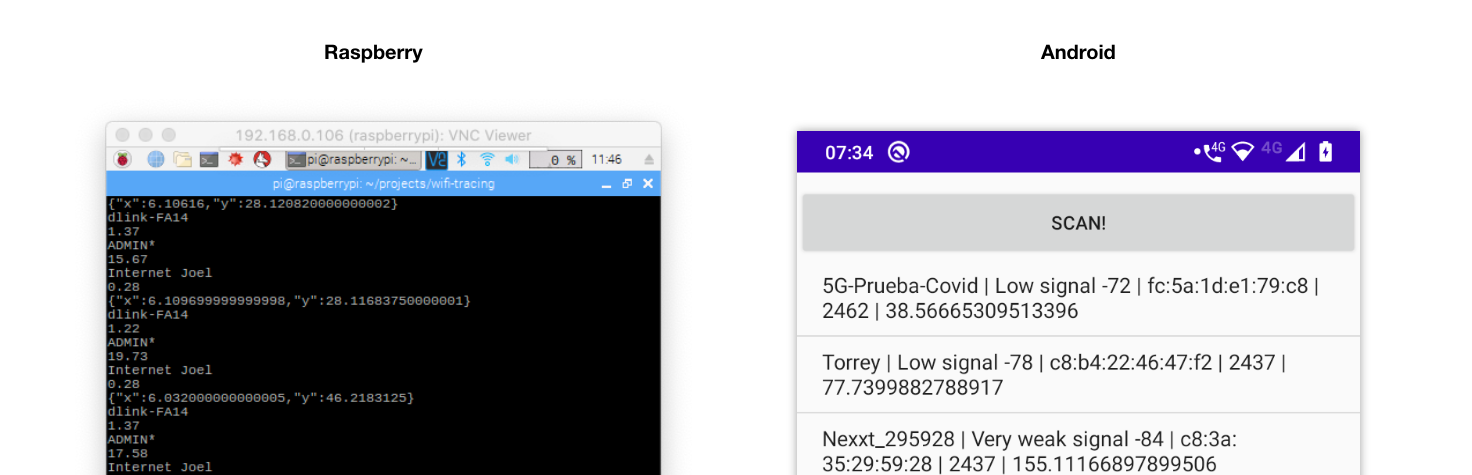 Raspberry
Android
192.168.0.106 (raspberrypi): VNC Viewer
pi@raspberrypi: ~... V2 0 % 11:46
pi@raspberrypi: ~/projects/wifi-tracing
{"x":6.10616,"y":28.120820000000002}
dlink-FA14
1.37
ADMIN*
15.67
Internet Joel
0.28
{"x":6.109699999999998,"y":28.11683750000001}
dlink-FA14
1.22
ADMIN*
19.73
Internet Joel
0.28
{"x":6.032000000000005,"y":46.2183125}
dlink-FA14
1.37
ADMIN*
17.58
Internet Joel
07:34 4G 4G
SCAN!
5G-Prueba-Covid | Low signal -72 | fc:5a:1d:e1:79:c8 |
2462 | 38.56665309513396
Torrey | Low signal -78 | c8:b4:22:46:47:f2 | 2437 |
77.7399882788917
Nexxt_295928 | Very weak signal -84 | c8:3a:
35:29:59:28 | 2437 | 155.11166897899506